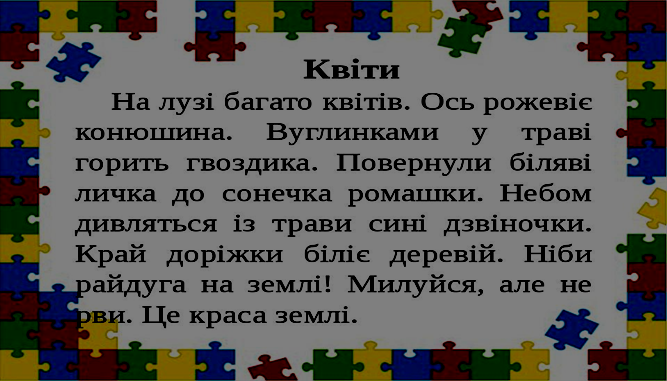 Квіти
На лузі багато квітів. Ось рожевіє
конюшина. Вуглинками у траві
горить гвоздика. Повернули біляві
личка до сонечка ромашки. Небом
дивляться із трави сині дзвіночки.
Край доріжки біліє деревій. Ніби
райдуга на землі! Милуйся, але не
рви. Це краса землі.